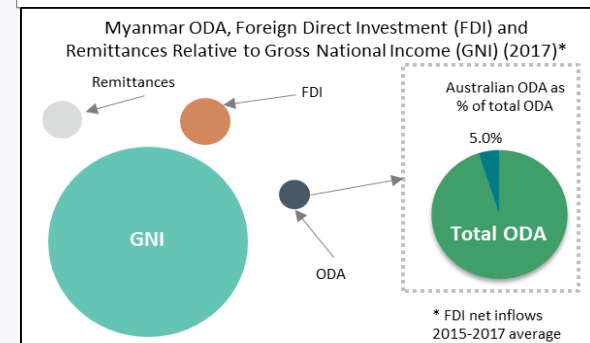 Myanmar ODA, Foreign Direct Investment (FDI) and
Remittances Relative to Gross National Income (GNI) (2017)*
Remittances
FDI
GNI
ODA
Australian ODA as
% of total ODA
5.0%
Total ODA
* FDI net inflows
2015-2017 average